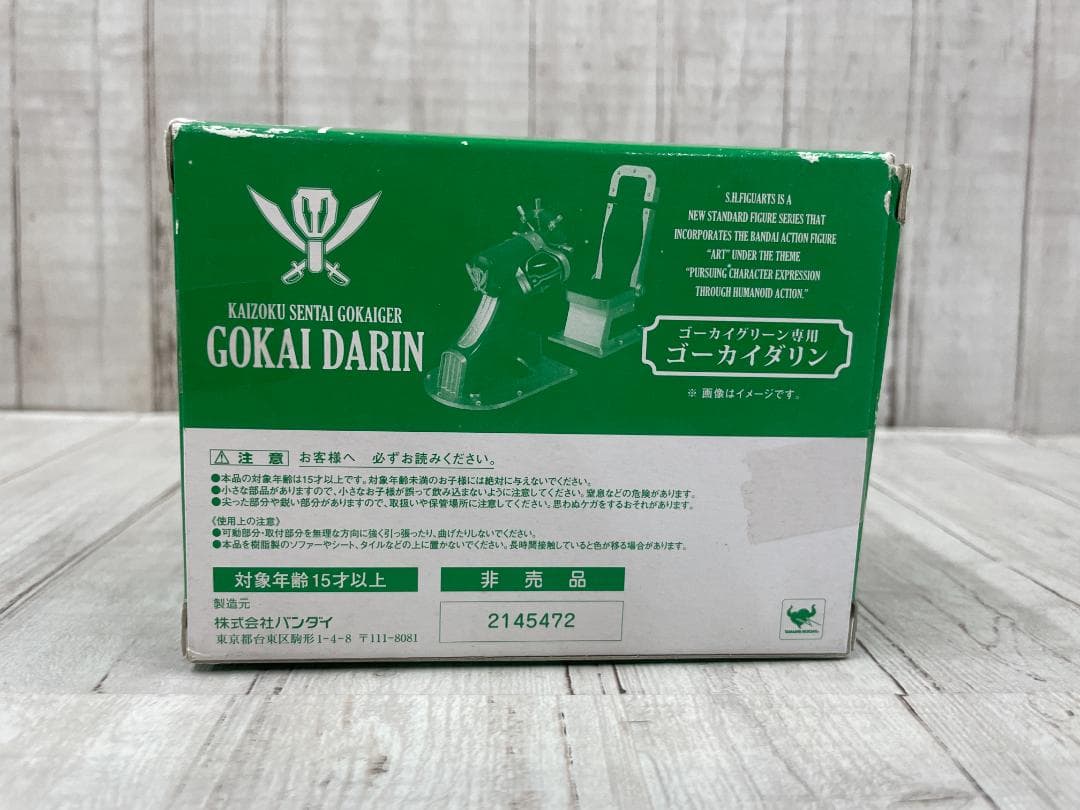 KAIZOKU SENTAI GOKAIGER
GOKAI DARIN
S.H.FIGUARTS IS A
NEW STANDARD FIGURE SERIES THAT
INCORPORATES THE BANDAI ACTION FIGURE
"ART" UNDER THE THEME
"PURSUING CHARACTER EXPRESSION
THROUGH HUMANOID ACTION."
ゴーカイグリーン専用
ゴーカイダリン
※ 画像はイメージです。
注 意 お客様へ 必ずお読みください。
●本品の対象年齢は15才以上です。対象年齢未満のお子様には絶対に与えないでください。
●小さな部品がありますので、小さなお子様が誤って飲み込まないように注意してください。窒息などの危険があります。
●尖った部分や鋭い部分がありますので、取扱いや保管場所に注意してください。思わぬケガをするおそれがあります。
《使用上の注意》
●可動部分・取付部分を無理な方向に強く引っ張ったり、曲げたりしないでください。
●本品を樹脂製のソファーやシート、タイルなどの上に置かないでください。長時間接触していると色が移る場合があります。
対象年齢15才以上
非 売 品
製造元
株式会社バンダイ
東京都台東区駒形1-4-8 〒111-8081
2145472
TAMASHII NATIONS